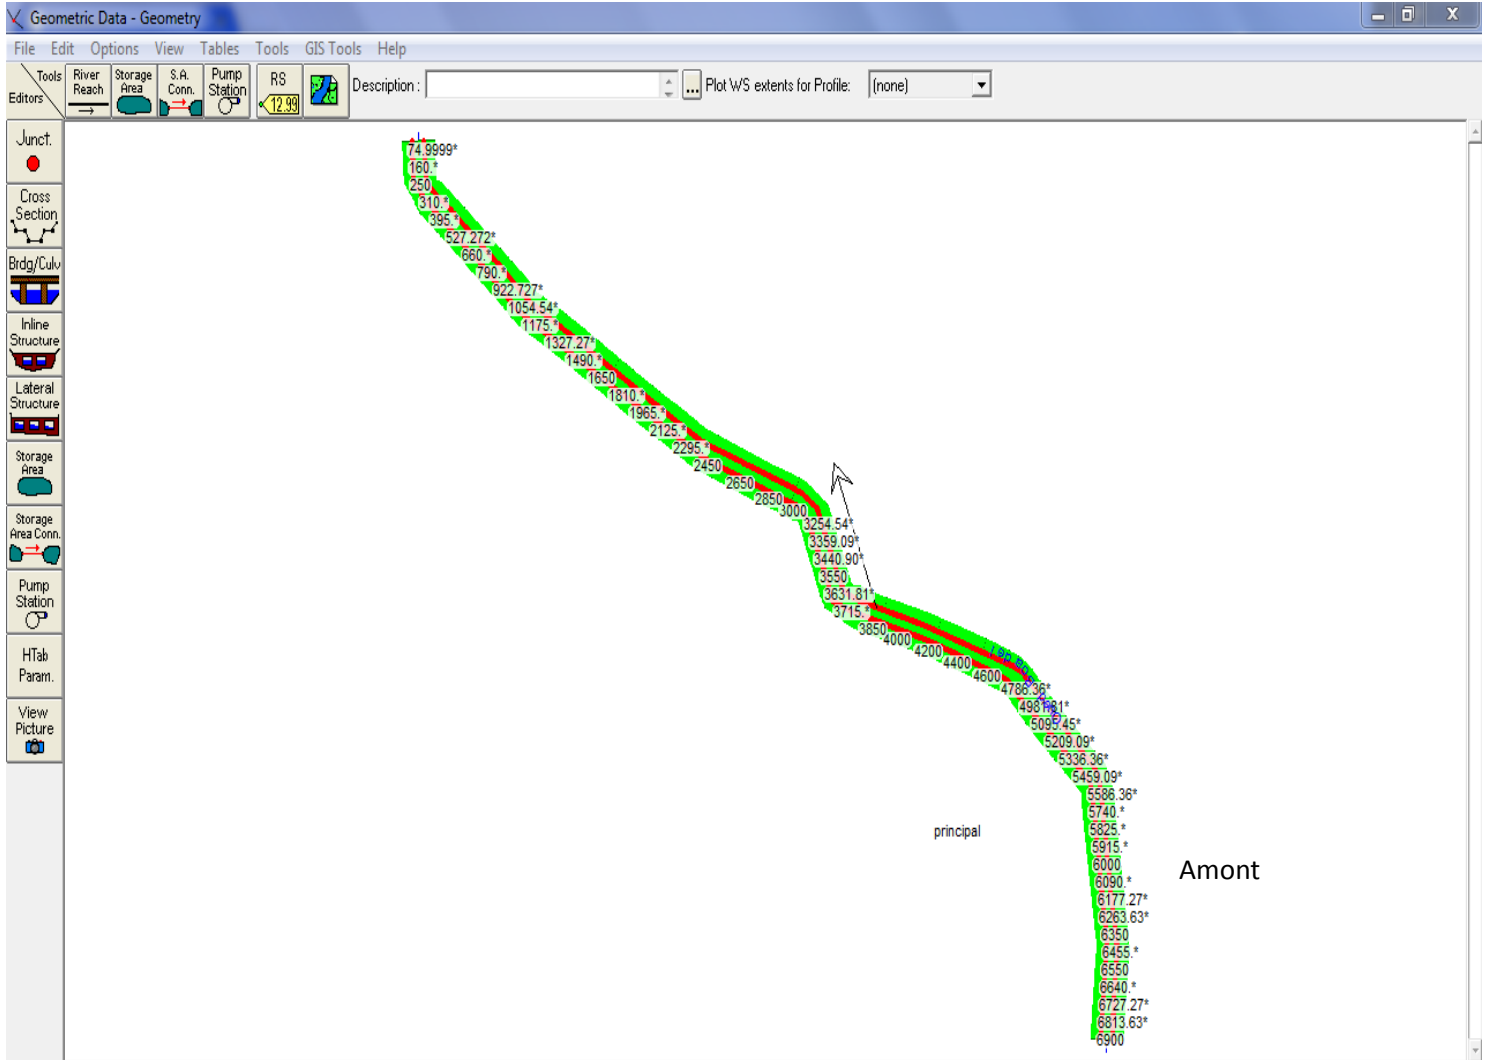 Geometric Data - Geometry
File Edit Options View Tables Tools GIS Tools Help
Tools
Editors
River Reach
Storage Area
S.A. Conn.
Pump Station
RS
12.99
Description :
...
Plot WS extents for Profile:
(none)
Junct.
Cross Section
Brdg/Culv
Inline Structure
Lateral Structure
Storage Area
Storage Area Conn.
Pump Station
HTab Param.
View Picture
74.9999*
160.*
250
310.*
395.*
527.272*
660.*
790.*
922.727*
1054.54*
1175.*
1327.27*
1490.*
1650
1810.*
1965.*
2125.*
2295.*
2450
2650
2850
3000
3254.54*
3359.09*
3440.90*
3550
3631.81*
3715.*
3850
4000
4200
4400
4600
4786.36*
4981.81*
5095.45*
5209.09*
5336.36*
5459.09*
5586.36*
5740.*
5825.*
5915.*
6000
6090.*
6177.27*
6263.63*
6350
6455.*
6550
6640.*
6727.27*
6813.63*
6900
principal
Amont